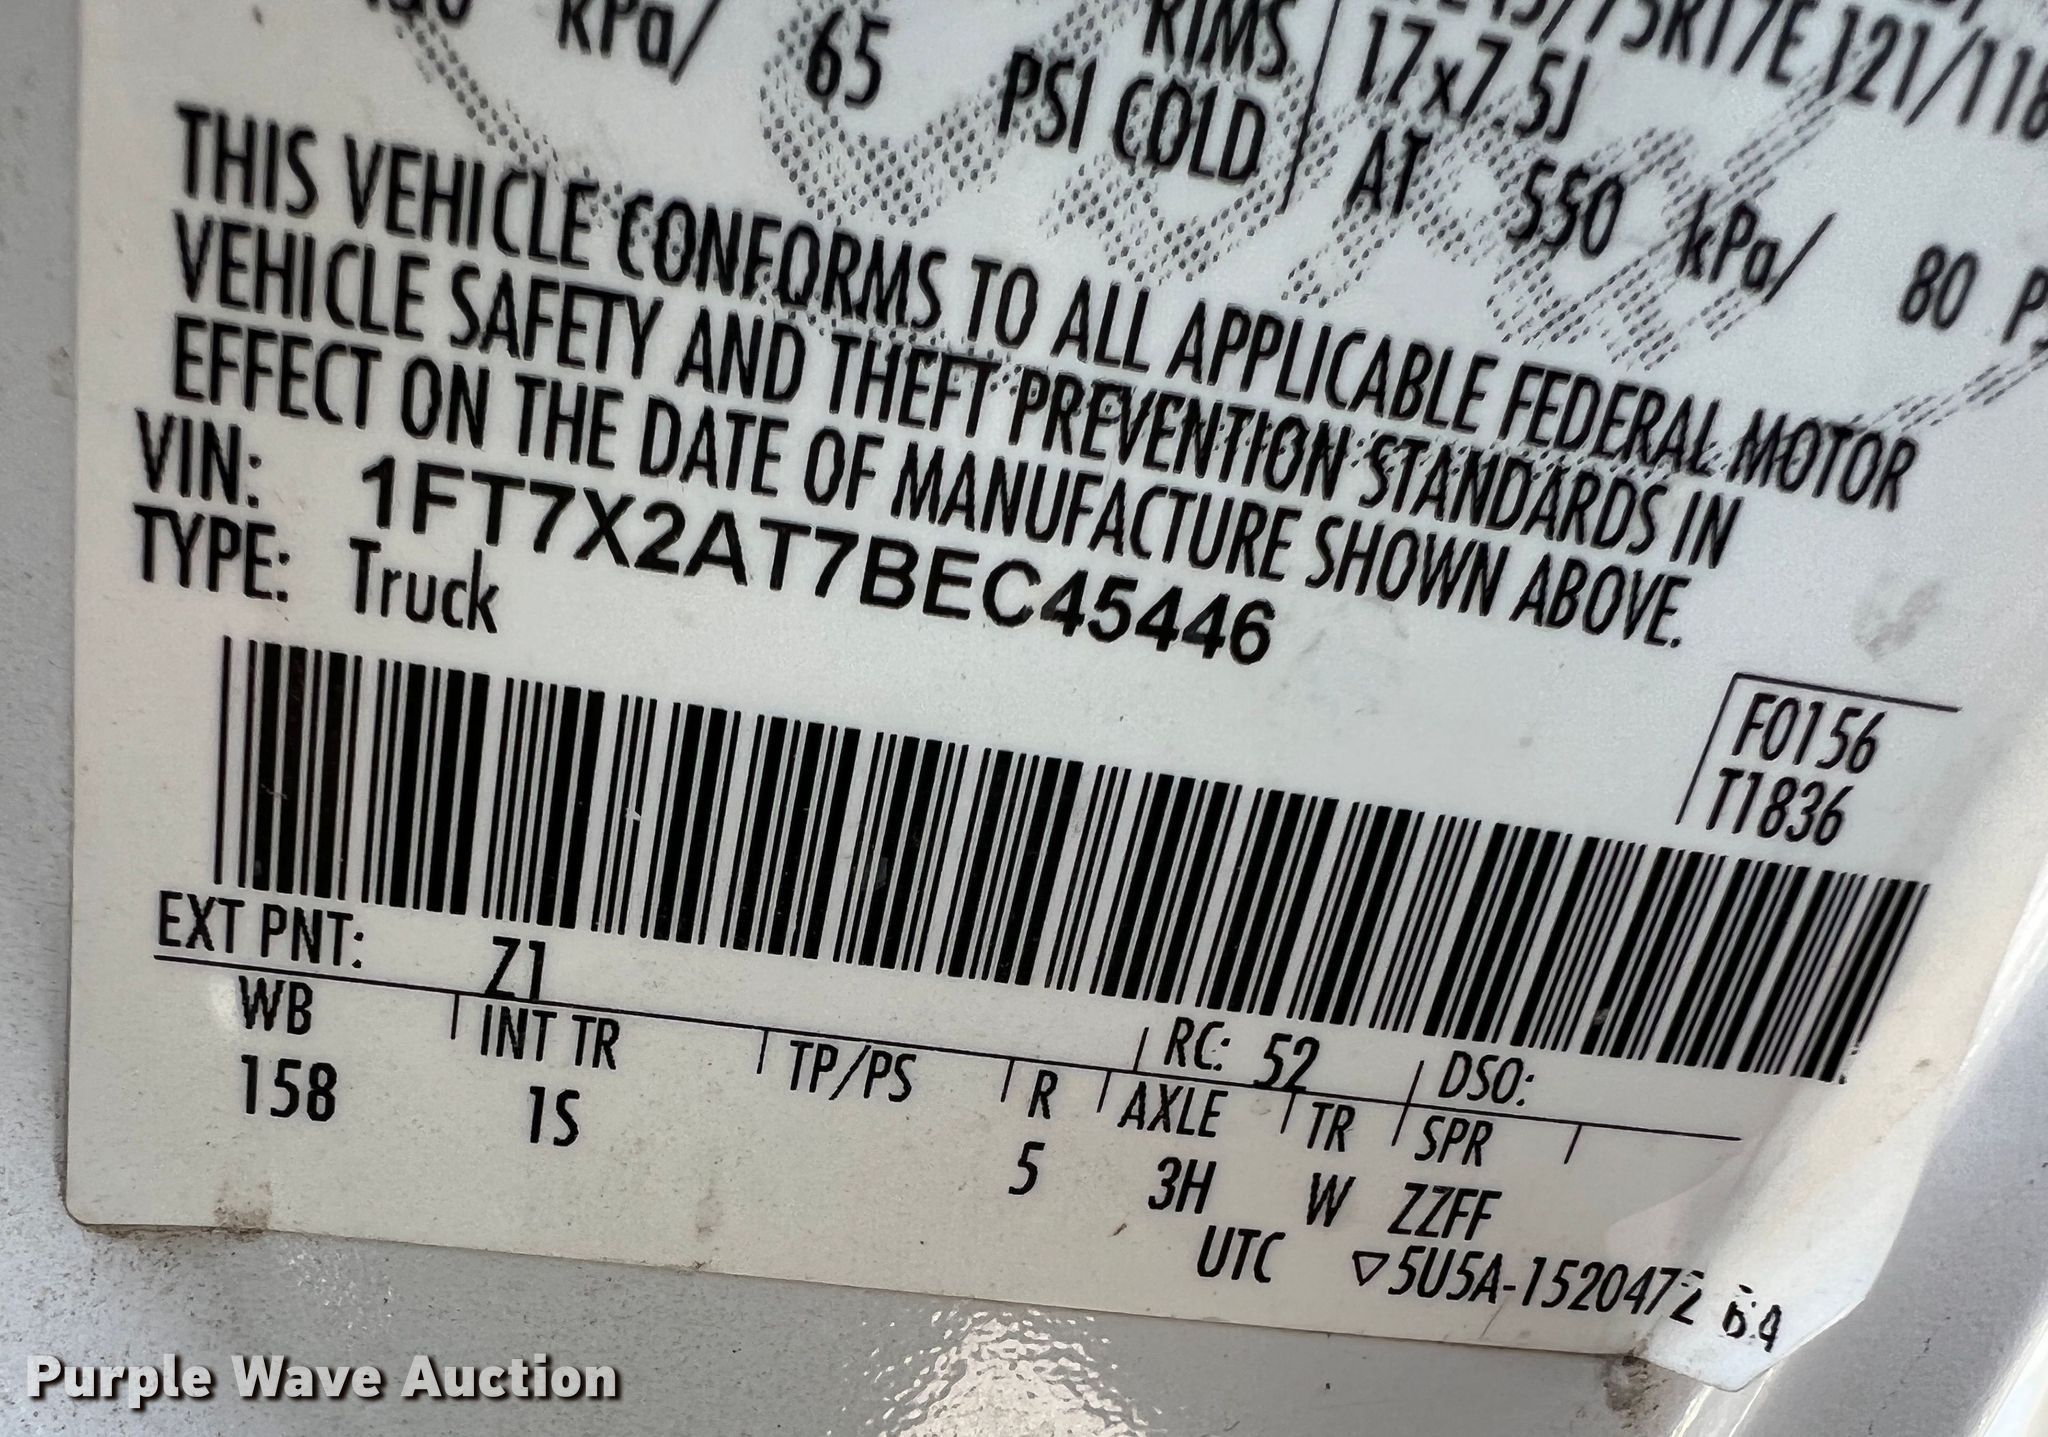 kPa/ 65 PSI COLD
RIMS 17x7.5J
AT 550 kPa/ 80
THIS VEHICLE CONFORMS TO ALL APPLICABLE FEDERAL MOTOR
VEHICLE SAFETY AND THEFT PREVENTION STANDARDS IN
EFFECT ON THE DATE OF MANUFACTURE SHOWN ABOVE.
VIN: 1FT7X2AT7BEC45446
TYPE: Truck
F0156
T1836
EXT PNT: Z1 RC: 52 DSO:
WB INT TR TP/PS R AXLE TR SPR
158 1S 5 3H W ZZFF
UTC ▽5U5A-1520472
Purple Wave Auction